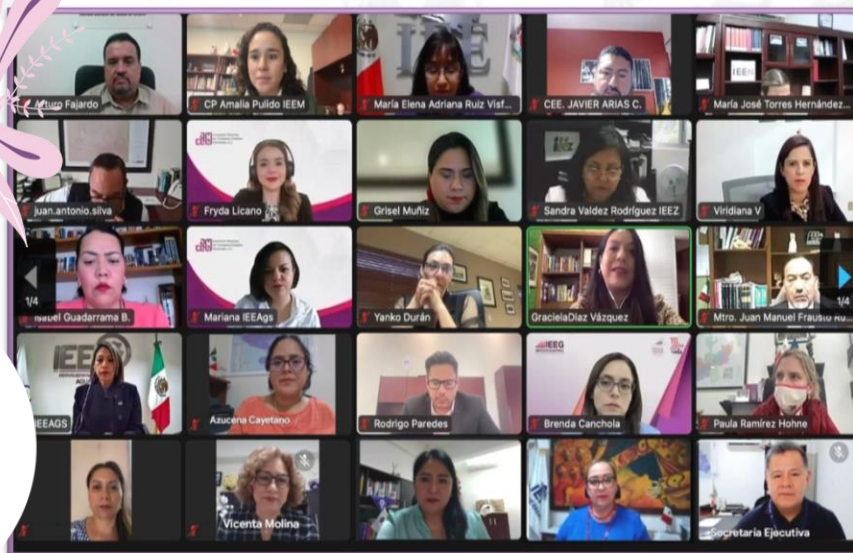 Arturo Fajardo
CP Amalia Pulido IEEM
María Elena Adriana Ruiz Visf...
CEE. JAVIER ARIAS C.
IEEN
María José Torres Hernández...
juan.antonio.silva
Fryda Licano
Grisel Muñiz
Sandra Valdez Rodríguez IEEZ
Viridiana V
1/4
Isabel Guadarrama B.
Mariana IEEAgs
Yanko Durán
GracielaDiaz Vázquez
1/4
Mtro. Juan Manuel Frausto Ru...
IEEAGS
Azucena Cayetano
Rodrigo Paredes
IEEG
Brenda Canchola
Paula Ramírez Hohne
Vicenta Molina
Secretaria Ejecutiva